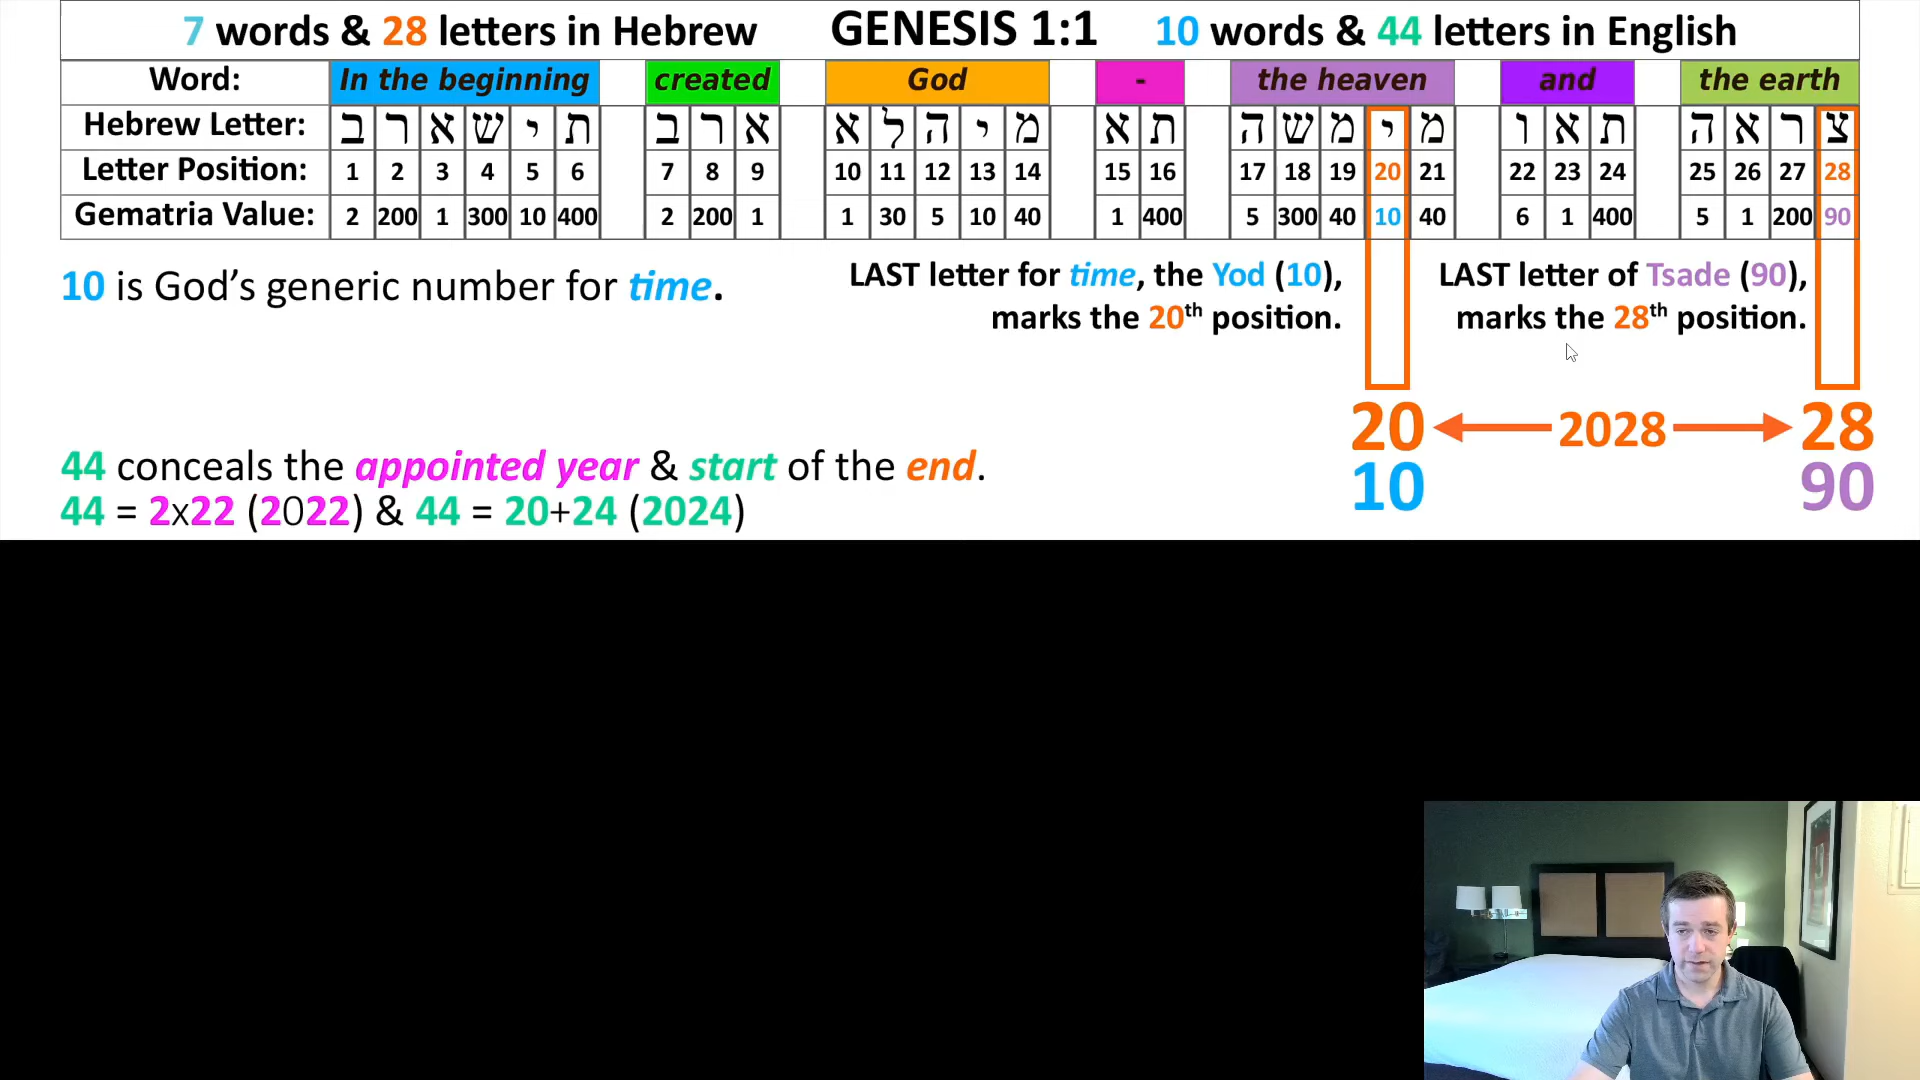 7 words & 28 letters in Hebrew GENESIS 1:1 10 words & 44 letters in English
Word: In the beginning created God - the heaven and the earth
Hebrew Letter: ב ר א ש י ת ב ר א א ל ה י מ א ת ה ש מ י מ ו א ת ה א ר צ
Letter Position: 1 2 3 4 5 6 7 8 9 10 11 12 13 14 15 16 17 18 19 20 21 22 23 24 25 26 27 28
Gematria Value: 2 200 1 300 10 400 2 200 1 1 30 5 10 40 1 400 5 300 40 10 40 6 1 400 5 1 200 90
10 is God's generic number for time.
LAST letter for time, the Yod (10),
marks the 20th position.
LAST letter of Tsade (90),
marks the 28th position.
20 2028 28
10 90
44 conceals the appointed year & start of the end.
44 = 2x22 (2022) & 44 = 20+24 (2024)